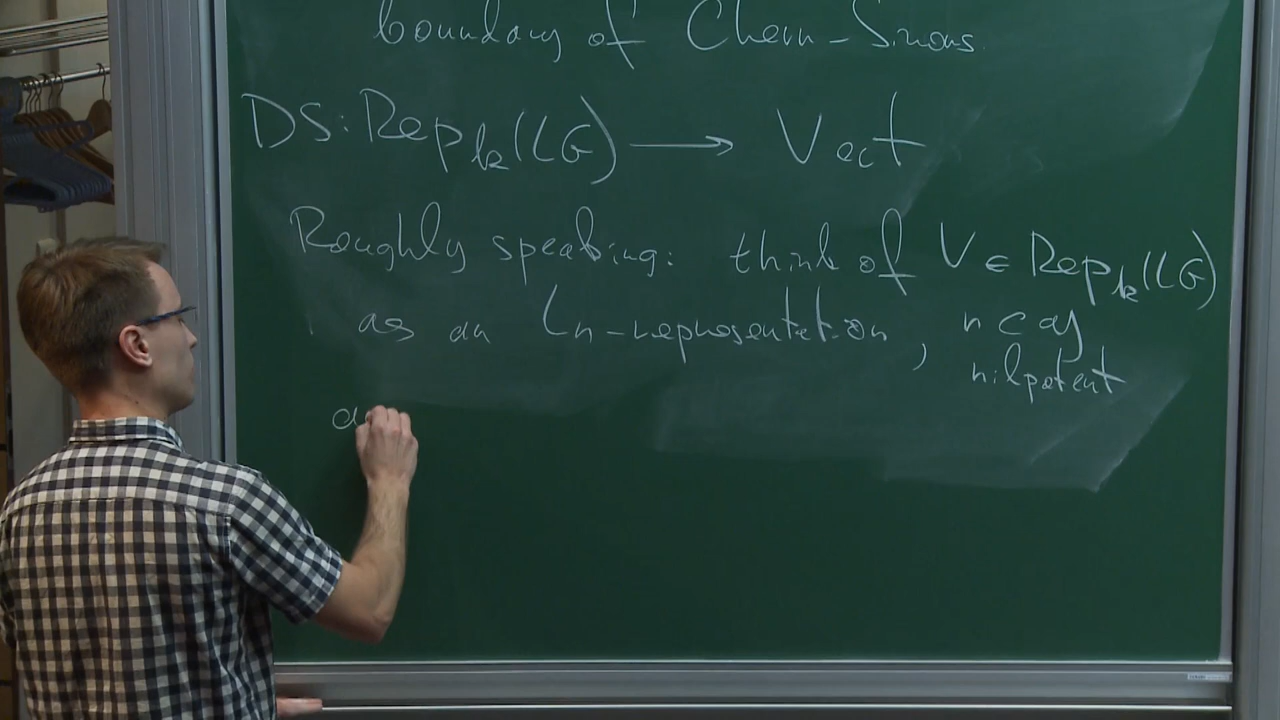 boundary of Chern-Simons
DS: Rep_k(LG) ⟶ Vect
Roughly speaking: think of V ∈ Rep_k(LG)
as an Ln-representation, n ⊂ g
nilpotent